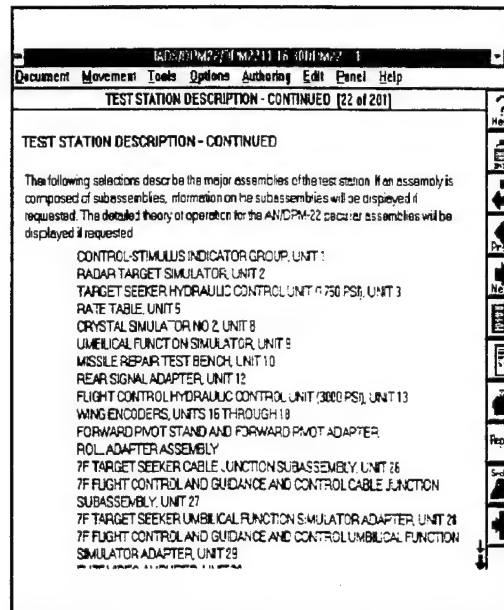 Document Movement Tools Options Authoring Edit Panel Help
TEST STATION DESCRIPTION - CONTINUED [22 of 201]
TEST STATION DESCRIPTION - CONTINUED
The following selections describe the major assemblies of the test station. If an assembly is
composed of subassemblies, information on the subassemblies will be displayed if
requested. The detailed theory of operation for the AN/DPM-22 peculiar assemblies will be
displayed if requested
CONTROL-STIMULUS INDICATOR GROUP, UNIT 1
RADAR TARGET SIMULATOR, UNIT 2
TARGET SEEKER HYDRAULIC CONTROL UNIT PSI), UNIT 3
RATE TABLE, UNIT 5
CRYSTAL SIMULATOR NO 2, UNIT 8
UMBILICAL FUNCTION SIMULATOR, UNIT 9
MISSILE REPAIR TEST BENCH, UNIT 10
REAR SIGNAL ADAPTER, UNIT 12
FLIGHT CONTROL HYDRAULIC CONTROL UNIT (3000 PSI), UNIT 13
WING ENCODERS, UNITS 16 THROUGH 18
FORWARD PIVOT STAND AND FORWARD PIVOT ADAPTER
ROLL ADAPTER ASSEMBLY
7F TARGET SEEKER CABLE JUNCTION SUBASSEMBLY, UNIT 26
7F FLIGHT CONTROL AND GUIDANCE AND CONTROL CABLE JUNCTION
SUBASSEMBLY, UNIT 27
7F TARGET SEEKER UMBILICAL FUNCTION SIMULATOR ADAPTER, UNIT 28
7F FLIGHT CONTROL AND GUIDANCE AND CONTROL UMBILICAL FUNCTION
SIMULATOR ADAPTER, UNIT 29